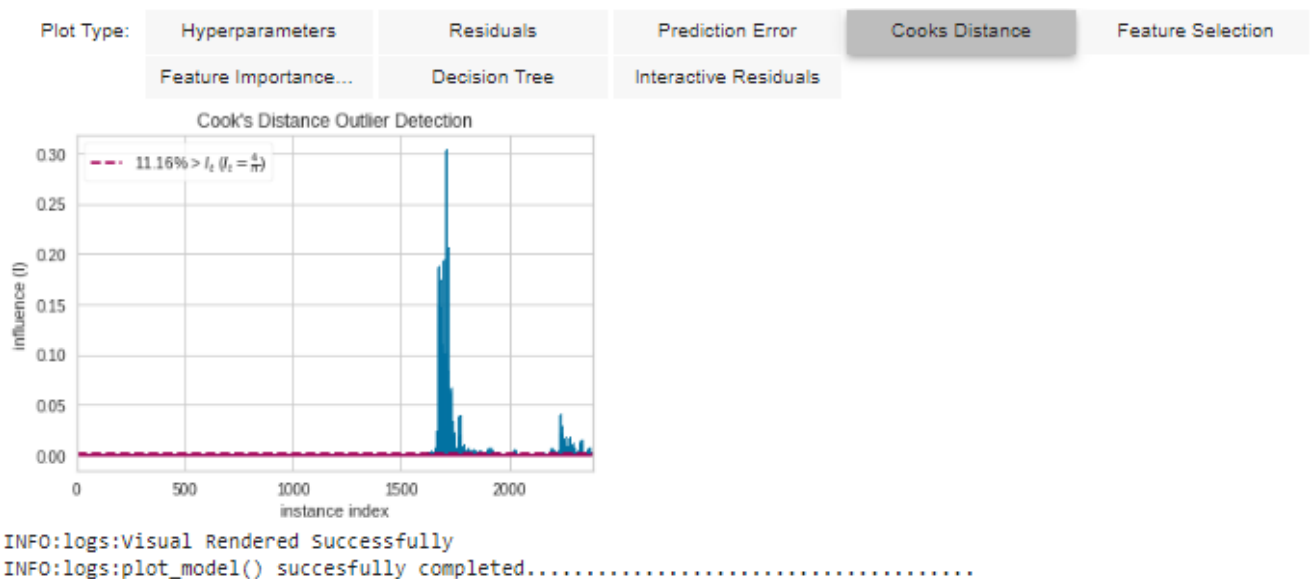 Plot Type: Hyperparameters Residuals Prediction Error Cooks Distance Feature Selection
Feature Importance... Decision Tree Interactive Residuals
Cook's Distance Outlier Detection
11.16% > I_t (I_t = 4/n)
0.30
0.25
0.20
0.15
0.10
0.05
0.00
influence (I)
0 500 1000 1500 2000
instance index
INFO:logs:Visual Rendered Successfully
INFO:logs:plot_model() succesfully completed......................................